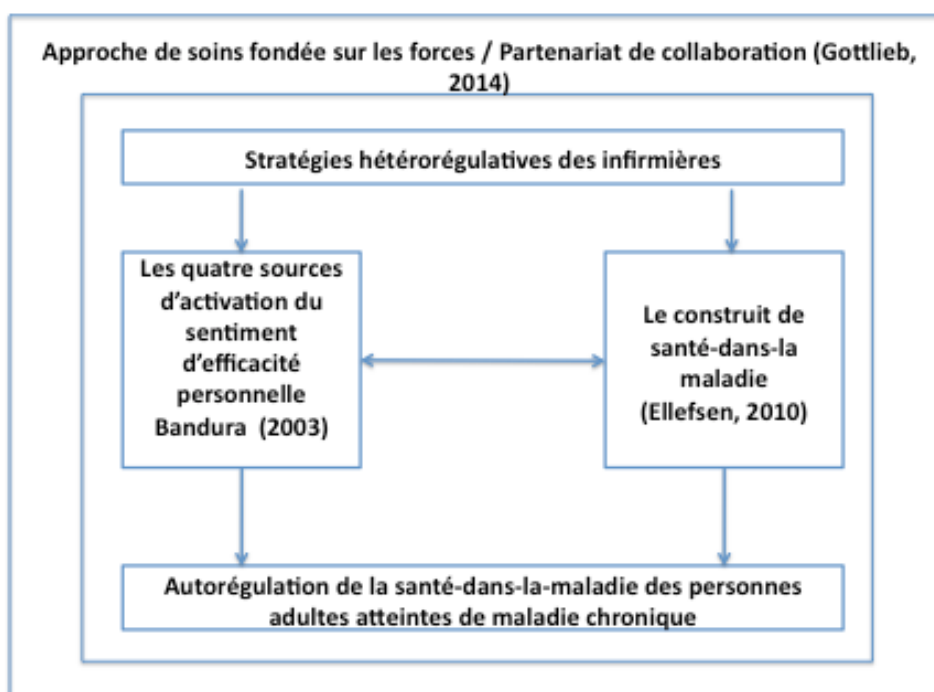 Approche de soins fondée sur les forces / Partenariat de collaboration (Gottlieb,
2014)
Stratégies hétérorégulatives des infirmières
Les quatre sources
d'activation du
sentiment
d'efficacité
personnelle
Bandura (2003)
Le construit de
santé-dans-la
maladie
(Ellefsen, 2010)
Autorégulation de la santé-dans-la-maladie des personnes
adultes atteintes de maladie chronique